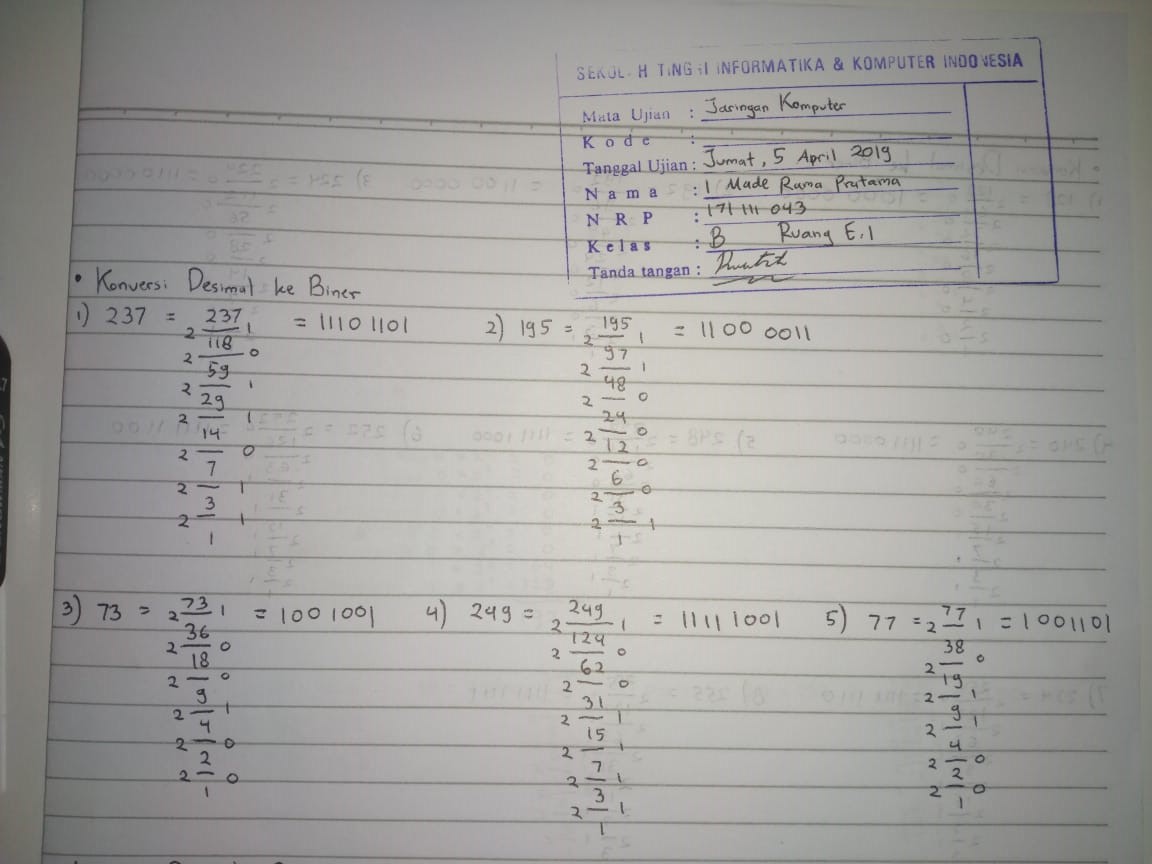 SEKOL H TINGGI INFORMATIKA & KOMPUTER INDONESIA
Mata Ujian : Jaringan Komputer
Kode :
Tanggal Ujian : Jumat, 5 April 2019
Nama : I Made Rama Pratama
NRP : 171 111 043
Kelas : B Ruang E.1
Tanda tangan :
• Konversi Desimal ke Biner
1) 237 = 2 237 1 = 1110 1101 2) 195 = 2 195 1 = 1100 0011
2 118 0 2 97 1
2 59 1 2 48 0
2 29 1 2 24 0
2 14 0 2 12 0
2 7 1 2 6 0
2 3 1 2 3 1
1 1
3) 73 = 2 73 1 = 1001001 4) 249 = 2 249 1 = 11111001 5) 77 = 2 77 1 = 1001101
2 36 0 2 124 0 2 38 0
2 18 0 2 62 0 2 19 1
2 9 1 2 31 1 2 9 1
2 4 0 2 15 1 2 4 0
2 2 0 2 7 1 2 2 0
1 2 3 1 1
1